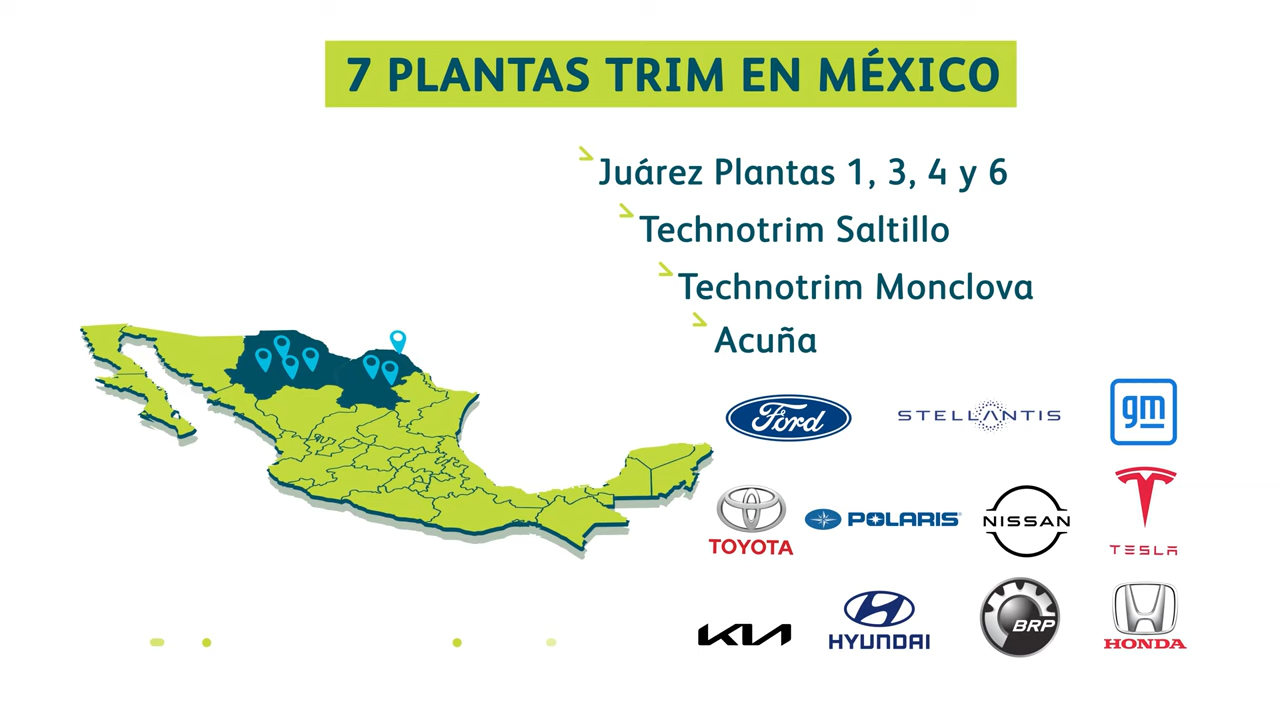 7 PLANTAS TRIM EN MÉXICO
Juárez Plantas 1, 3, 4 y 6
Technotrim Saltillo
Technotrim Monclova
Acuña
Ford
STELLANTIS
gm
TOYOTA
POLARIS®
NISSAN
TESLA
KIA
HYUNDAI
BRP
HONDA